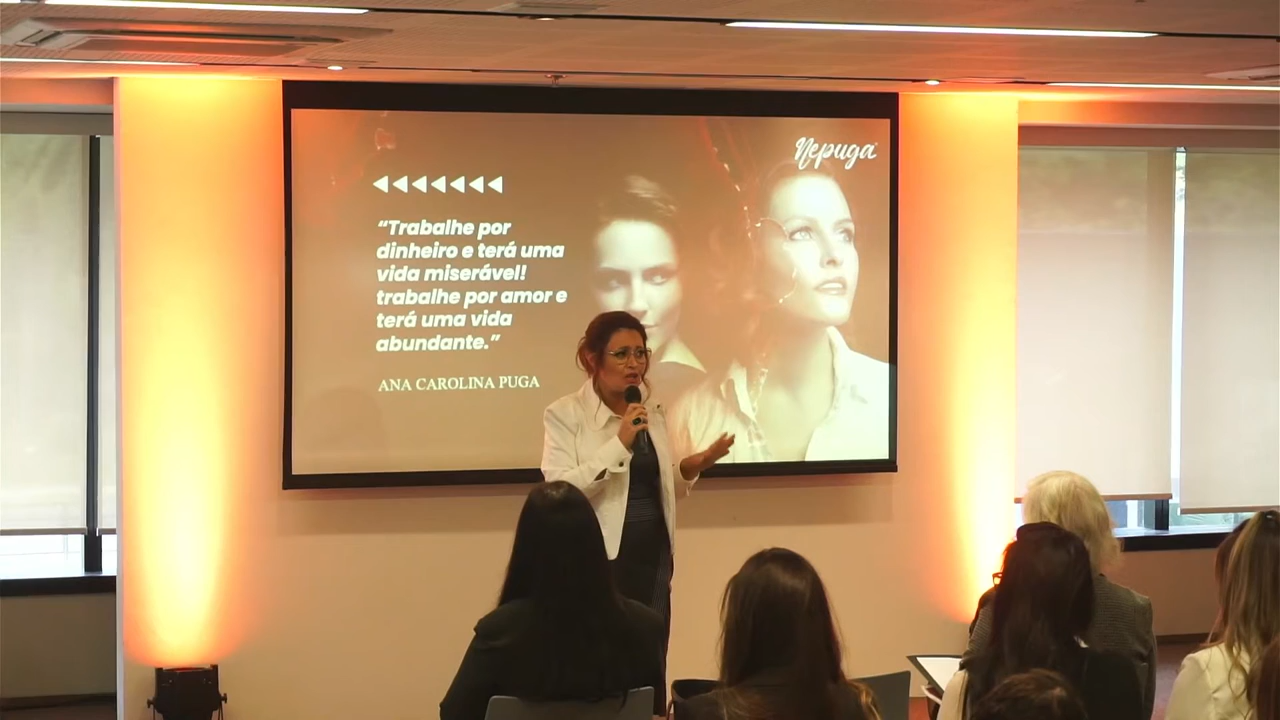 Nepuga
“Trabalhe por
dinheiro e terá uma
vida miserável!
trabalhe por amor e
terá uma vida
abundante.”
ANA CAROLINA PUGA